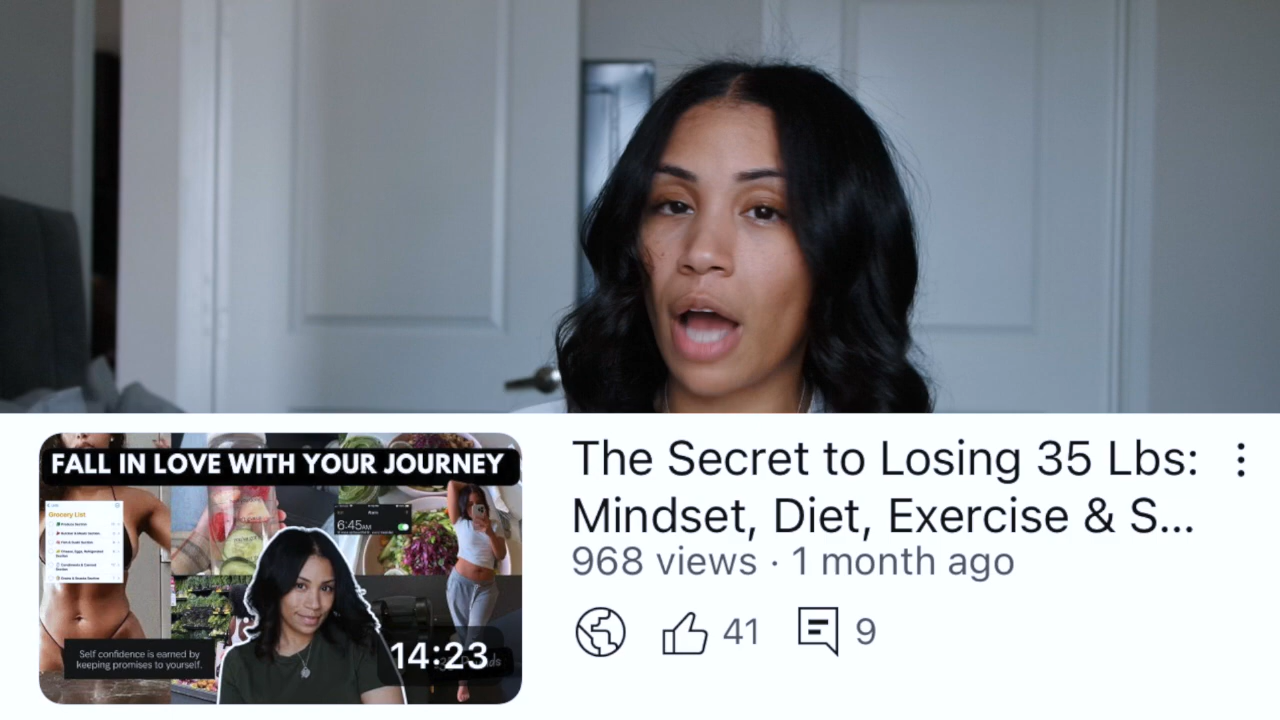 FALL IN LOVE WITH YOUR JOURNEY
Grocery List
6:45AM
Self confidence is earned by
keeping promises to yourself.
14:23
The Secret to Losing 35 Lbs:
Mindset, Diet, Exercise & S...
968 views · 1 month ago
41
9